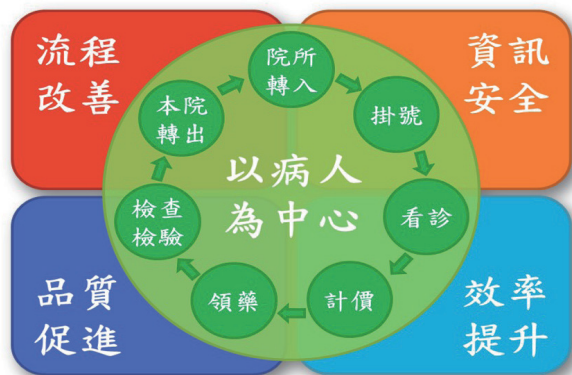 流程
改善
資訊
安全
院所
轉入
掛號
看診
計價
領藥
檢查
檢驗
本院
轉出
以病人
為中心
品質
促進
效率
提升